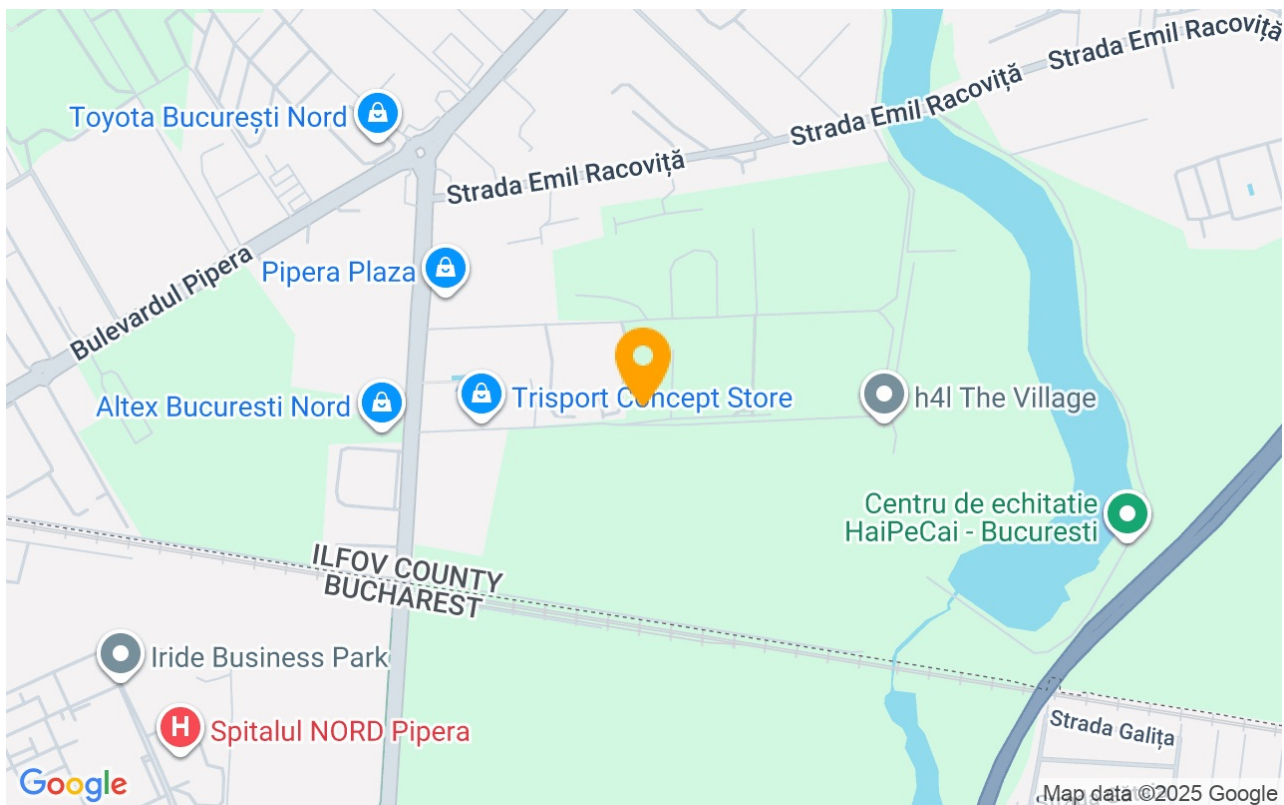 Strada Emil Racoviță
Strada Emil Racoviță
Toyota București Nord
Strada Emil Racoviță
Bulevardul Pipera
Pipera Plaza
Altex Bucuresti Nord
Trisport Concept Store
h4l The Village
Centru de echitatie
HaiPeCai - Bucuresti
ILFOV COUNTY
BUCHAREST
Iride Business Park
H
Spitalul NORD Pipera
Strada Galița
Google
Map data ©2025 Google